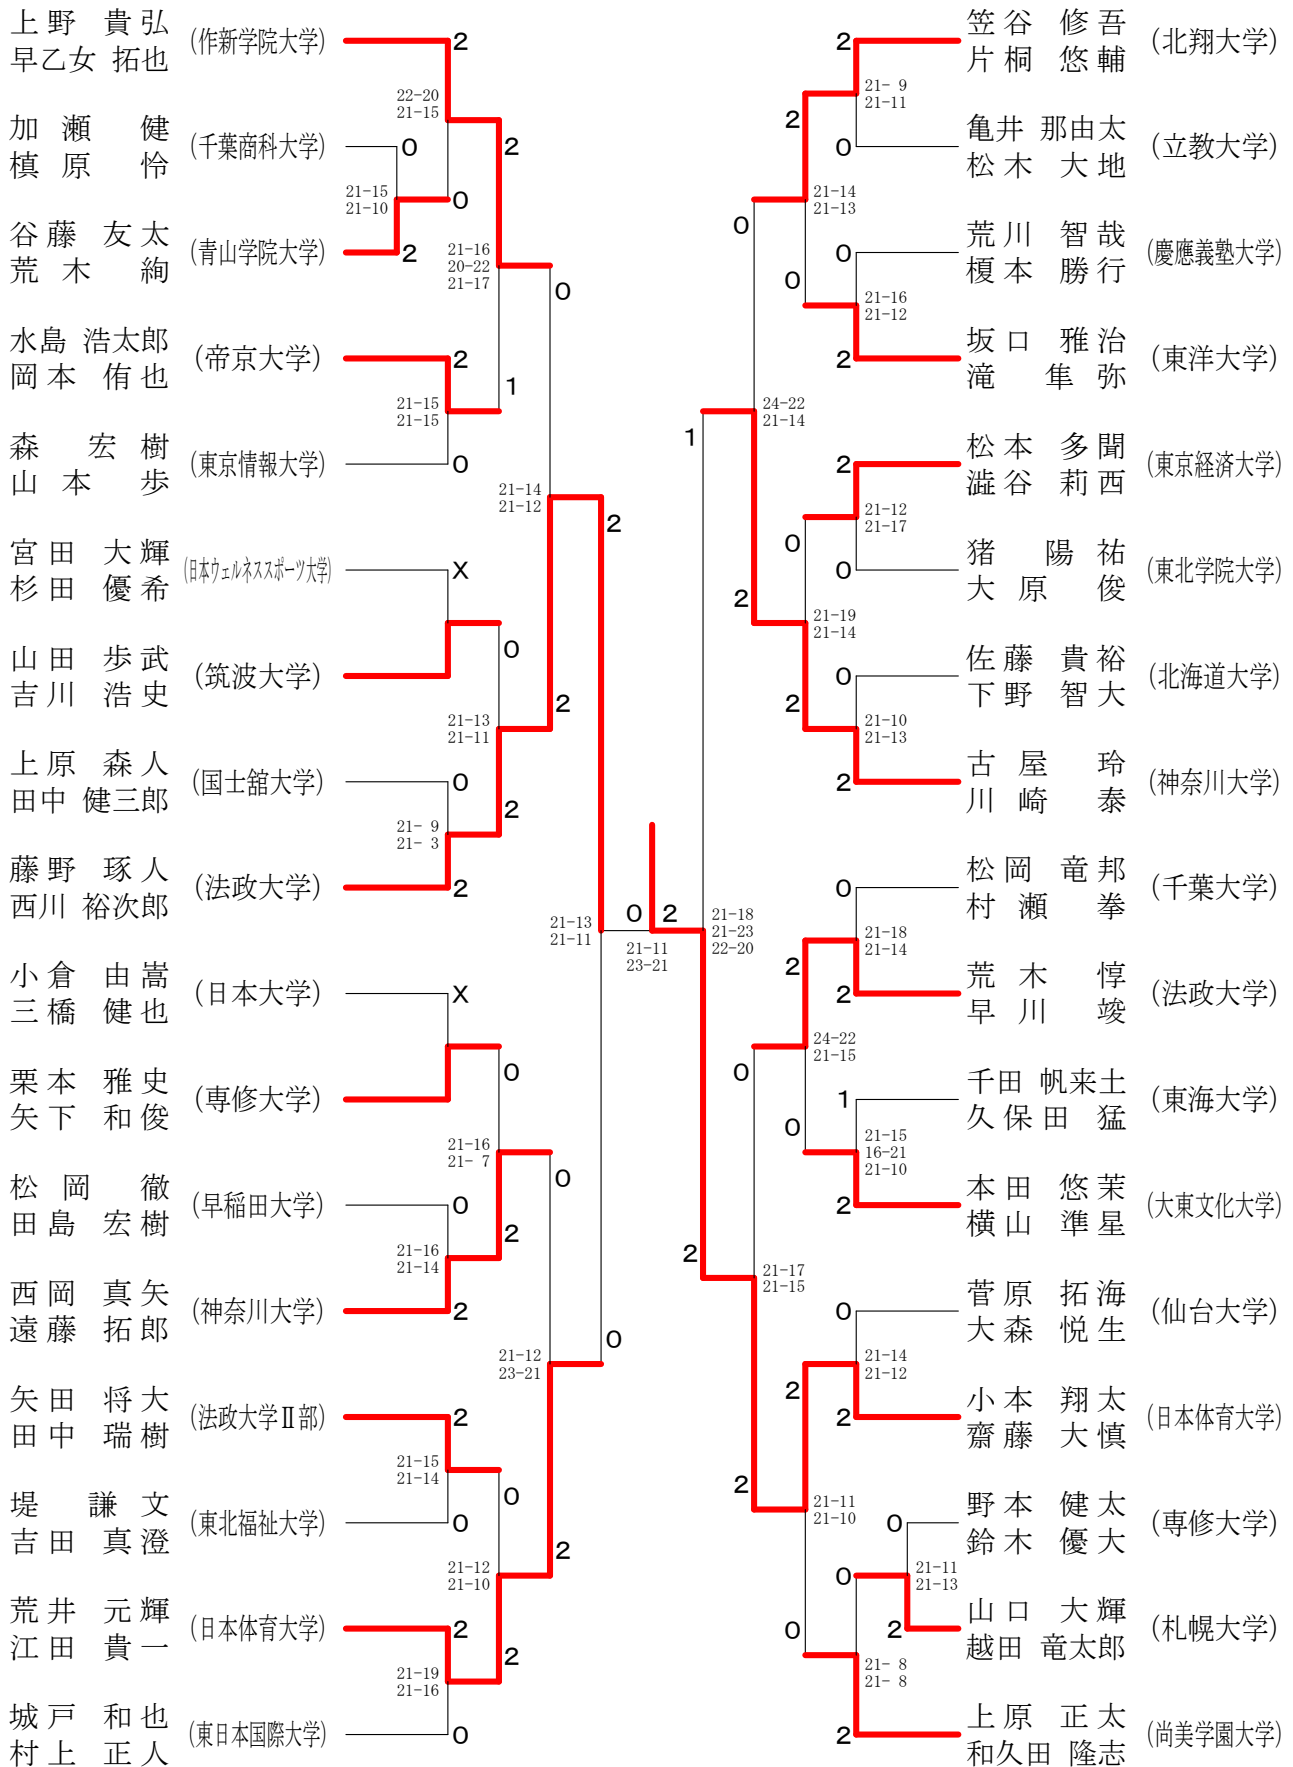 上野 貴弘
早乙女 拓也
(作新学院大学)
2
22-20
21-15
加瀬 健
槙原 怜
(千葉商科大学)
0
2
21-15
21-10
0
谷藤 友太
荒木 絢
(青山学院大学)
2
21-16
20-22
21-17
0
水島 浩太郎
岡本 侑也
(帝京大学)
2
1
21-15
21-15
森 宏樹
山本 歩
(東京情報大学)
0
21-14
21-12
2
宮田 大輝
杉田 優希
(日本ウェルネススポーツ大学)
X
0
山田 歩武
吉川 浩史
(筑波大学)
2
21-13
21-11
上原 森人
田中 健三郎
(国士舘大学)
0
2
21- 9
21- 3
藤野 琢人
西川 裕次郎
(法政大学)
2
21-13
21-11
0
2
21-11
23-21
小倉 由嵩
三橋 健也
(日本大学)
X
0
栗本 雅史
矢下 和俊
(専修大学)
21-16
21- 7
0
松岡 徹
田島 宏樹
(早稲田大学)
0
2
21-16
21-14
西岡 真矢
遠藤 拓郎
(神奈川大学)
2
0
21-12
23-21
矢田 将大
田中 瑞樹
(法政大学Ⅱ部)
2
21-15
21-14
0
堤 謙文
吉田 真澄
(東北福祉大学)
0
2
21-12
21-10
荒井 元輝
江田 貴一
(日本体育大学)
2
2
21-19
21-16
城戸 和也
村上 正人
(東日本国際大学)
0
笠谷 修吾
片桐 悠輔
(北翔大学)
2
21- 9
21-11
2
亀井 那由太
松木 大地
(立教大学)
0
21-14
21-13
0
荒川 智哉
榎本 勝行
(慶應義塾大学)
0
0
21-16
21-12
坂口 雅治
滝 隼弥
(東洋大学)
2
24-22
21-14
1
松本 多聞
澁谷 莉西
(東京経済大学)
2
21-12
21-17
0
猪 陽祐
大原 俊
(東北学院大学)
0
2
21-19
21-14
佐藤 貴裕
下野 智大
(北海道大学)
0
2
21-10
21-13
古屋 玲
川崎 泰
(神奈川大学)
2
21-18
21-23
22-20
松岡 竜邦
村瀬 拳
(千葉大学)
0
21-18
21-14
2
荒木 惇
早川 竣
(法政大学)
2
24-22
21-15
0
千田 帆来土
久保田 猛
(東海大学)
1
0
21-15
16-21
21-10
本田 悠茉
横山 準星
(大東文化大学)
2
2
21-17
21-15
菅原 拓海
大森 悦生
(仙台大学)
0
21-14
21-12
2
小本 翔太
齋藤 大慎
(日本体育大学)
2
2
21-11
21-10
野本 健太
鈴木 優大
(専修大学)
0
21-11
21-13
0
山口 大輝
越田 竜太郎
(札幌大学)
2
0
21- 8
21- 8
上原 正太
和久田 隆志
(尚美学園大学)
2